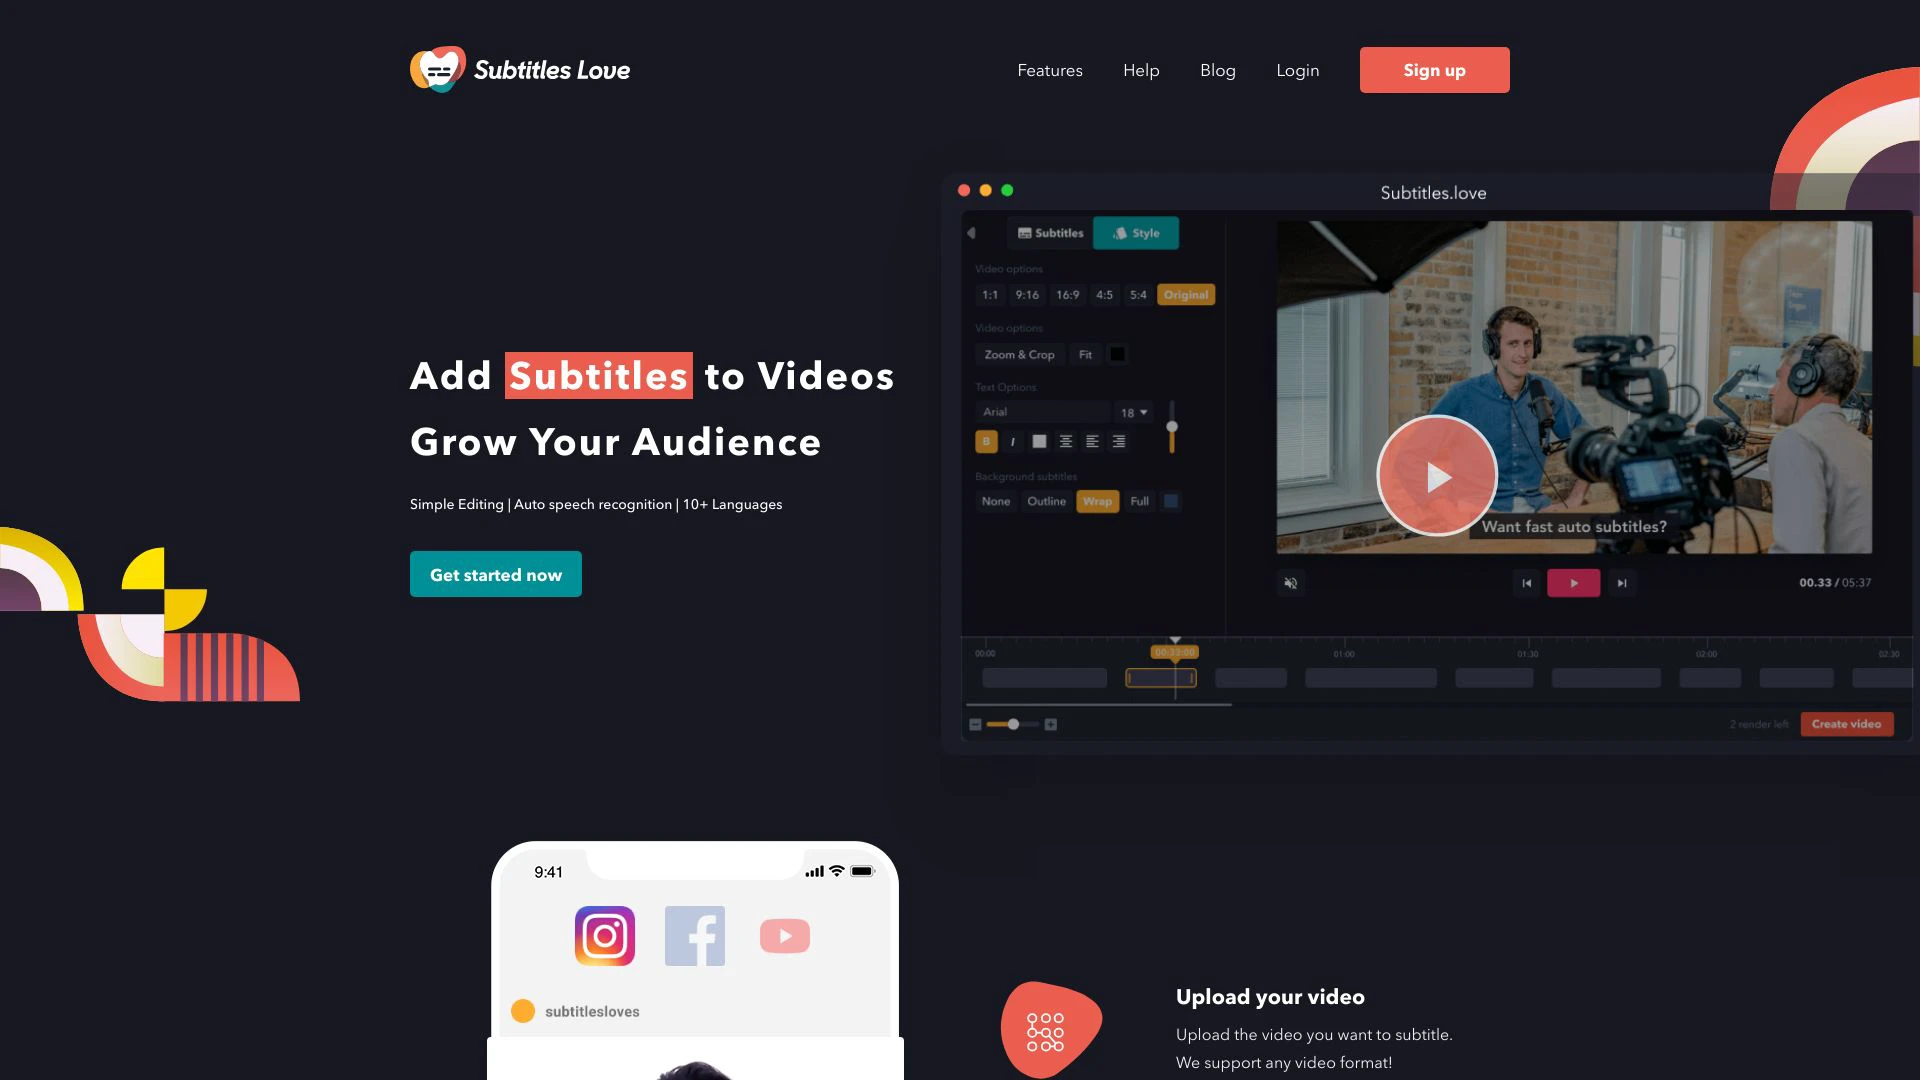 Subtitles Love
Features
Help
Blog
Login
Sign up
Subtitles.love
Subtitles
Style
Video options
1:1
9:16
16:9
4:5
5:4
Original
Video options
Zoom & Crop
Fit
Text Options
Arial
18
B
I
Background subtitles
None
Outline
Wrap
Full
Want fast auto subtitles?
00.33 / 05:37
00:00
00:33:00
01:00
01:30
02:00
02:30
2 render left
Create video
Add Subtitles to Videos
Grow Your Audience
Simple Editing | Auto speech recognition | 10+ Languages
Get started now
9:41
subtitlesloves
Upload your video
Upload the video you want to subtitle.
We support any video format!